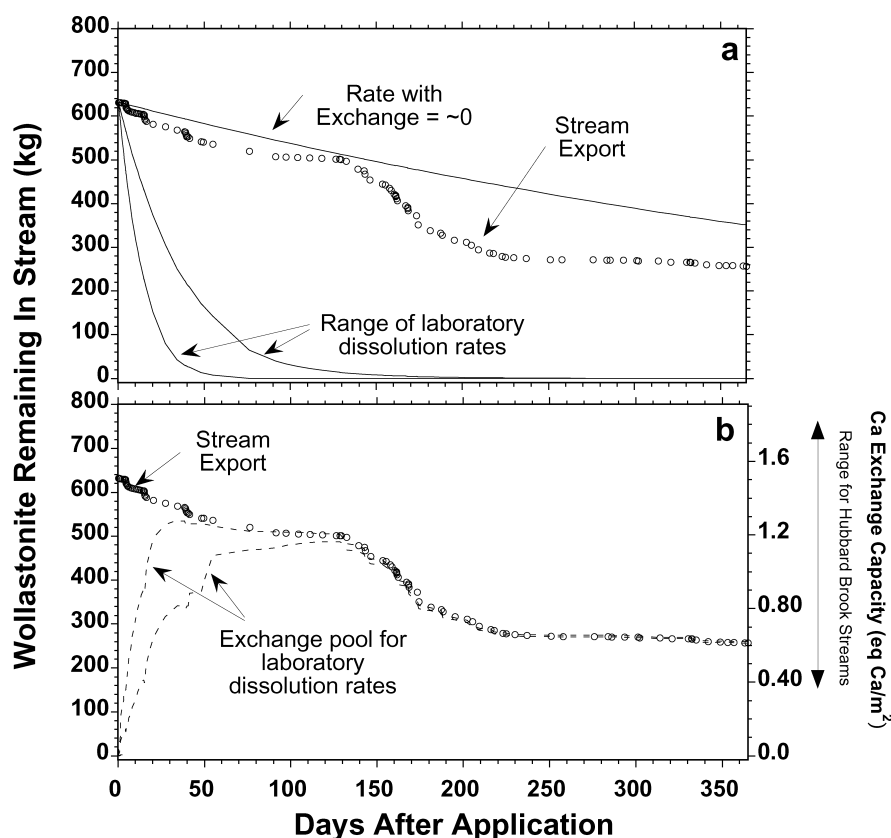 800
700
600
500
400
300
200
100
0
a
Rate with
Exchange = ~0
Stream
Export
Range of laboratory
dissolution rates
Wollastonite Remaining In Stream (kg)
800
700
600
500
400
300
200
100
0
b
Stream
Export
Exchange pool for
laboratory
dissolution rates
1.6
1.2
0.80
0.40
0.0
Range for Hubbard Brook Streams
Ca Exchange Capacity (eq Ca/m²)
0 50 100 150 200 250 300 350
Days After Application